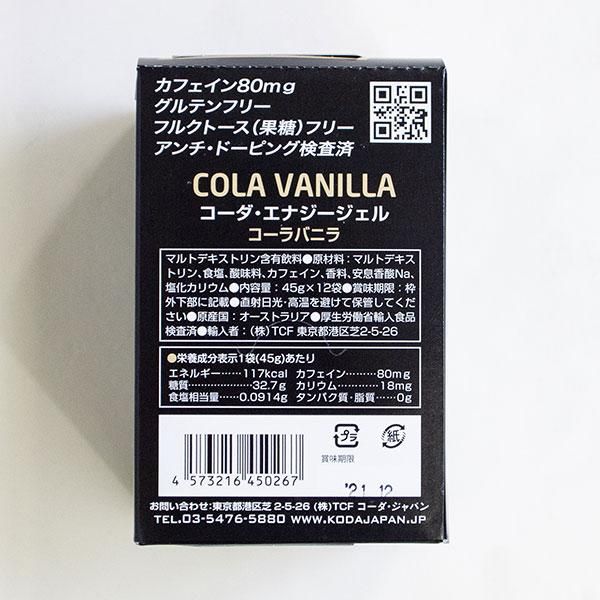 カフェイン80mg
グルテンフリー
フルクトース(果糖)フリー
アンチ・ドーピング検査済
COLA VANILLA
コーダ・エナジージェル
コーラバニラ
マルトデキストリン含有飲料●原材料:マルトデキス
トリン、食塩、酸味料、カフェイン、香料、安息香酸Na、
塩化カリウム●内容量:45g×12袋●賞味期限:枠
外下部に記載●直射日光・高温を避けて保管してくだ
さい●原産国:オーストラリア●厚生労働省輸入食品
検査済●輸入者:(株)TCF 東京都港区芝2-5-26
●栄養成分表示1袋(45g)あたり
エネルギー……117kcal カフェイン………80mg
糖質………………32.7g カリウム…………18mg
食塩相当量……0.0914g タンパク質・脂質……0g
プラ
紙
賞味期限
4 573216 450267
'21.12
お問い合わせ:東京都港区芝2-5-26 (株)TCF コーダ・ジャパン
TEL.03-5476-5880 WWW.KODAJAPAN.JP